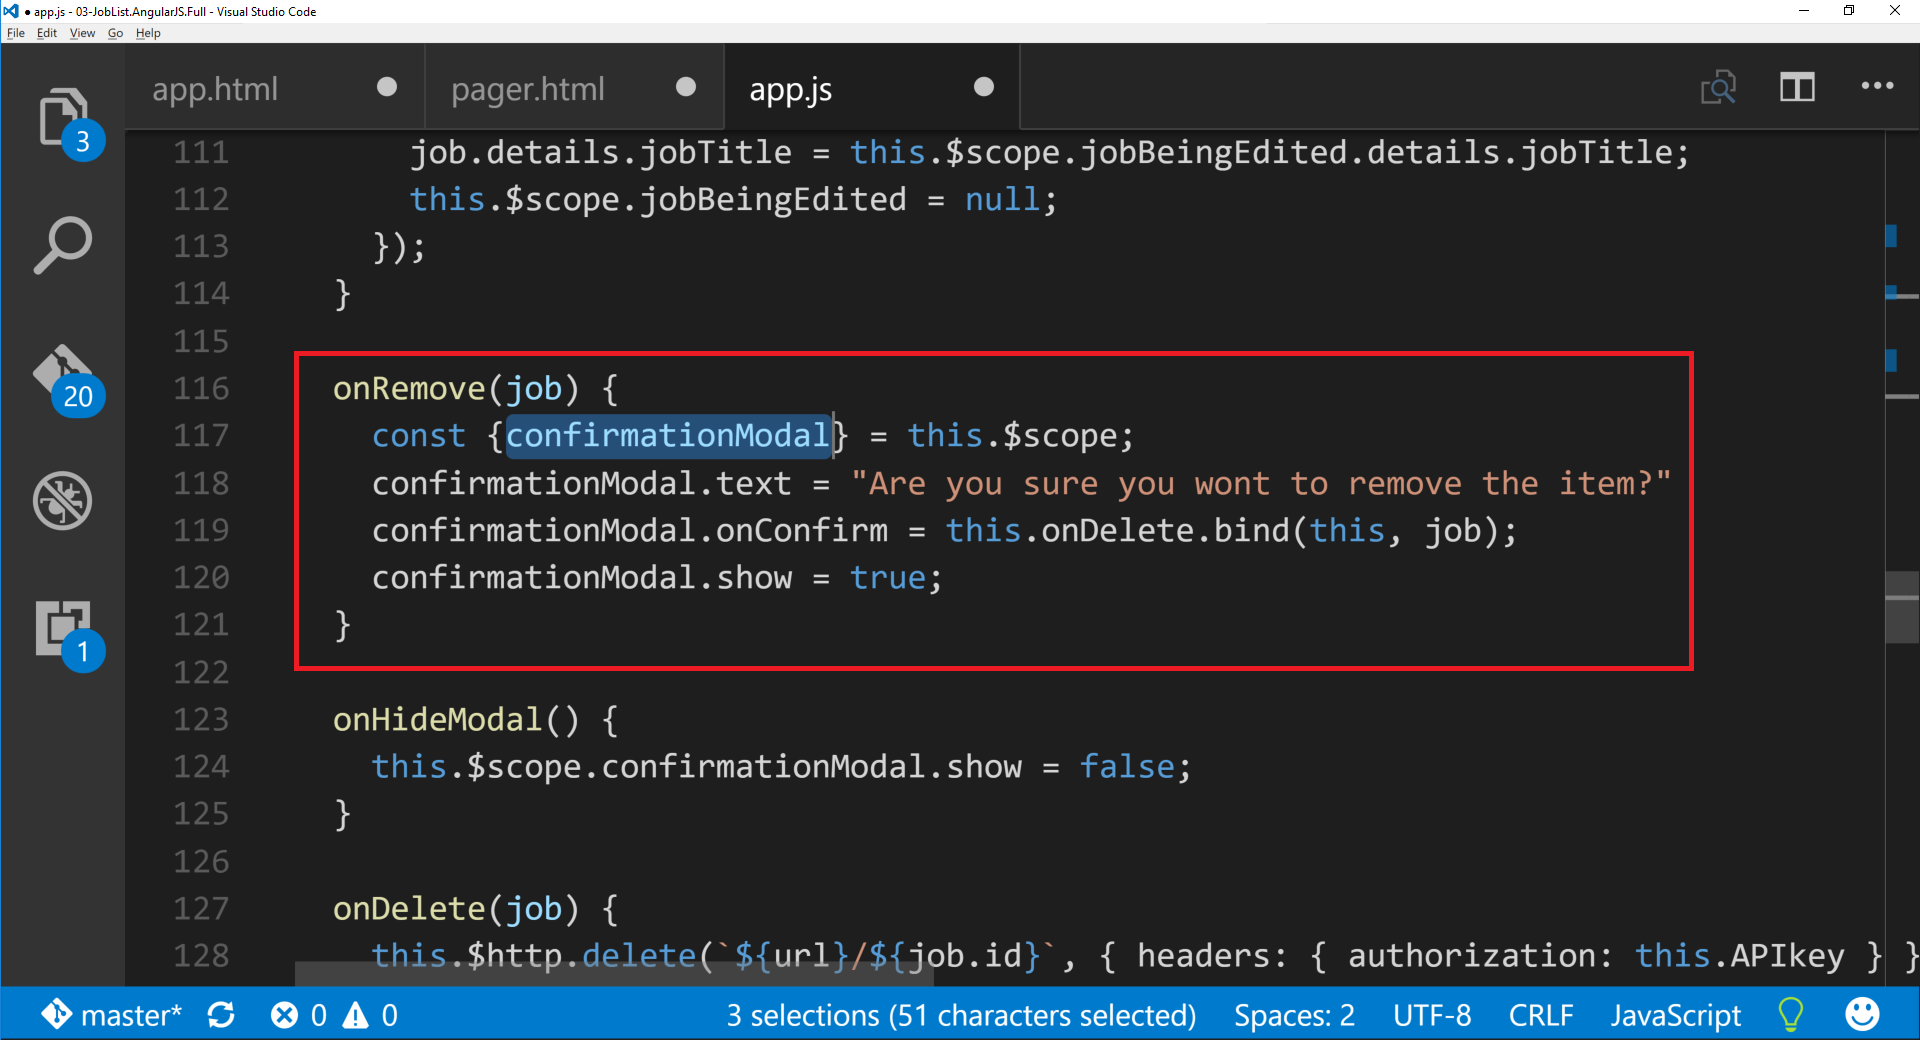 ● app.js - 03-JobList.AngularJS.Full - Visual Studio Code
File Edit View Go Help
app.html
pager.html
app.js
3
20
1
111 job.details.jobTitle = this.$scope.jobBeingEdited.details.jobTitle;
112 this.$scope.jobBeingEdited = null;
113 });
114 }
115
116 onRemove(job) {
117 const {confirmationModal} = this.$scope;
118 confirmationModal.text = "Are you sure you wont to remove the item?"
119 confirmationModal.onConfirm = this.onDelete.bind(this, job);
120 confirmationModal.show = true;
121 }
122
123 onHideModal() {
124 this.$scope.confirmationModal.show = false;
125 }
126
127 onDelete(job) {
128 this.$http.delete(`${url}/${job.id}`, { headers: { authorization: this.APIkey } }
master* 0 0 3 selections (51 characters selected) Spaces: 2 UTF-8 CRLF JavaScript